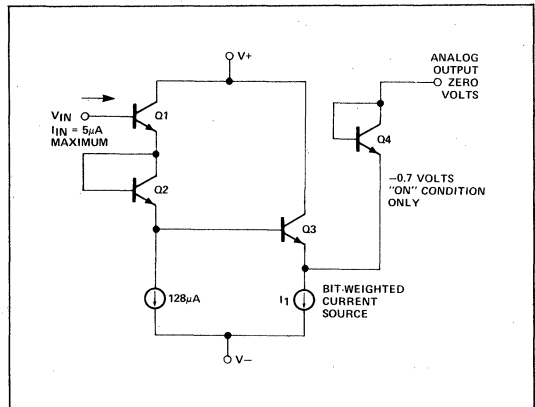 V+
ANALOG
OUTPUT
ZERO
VOLTS
VIN
IIN = 5μA
MAXIMUM
Q1
Q4
Q2
–0.7 VOLTS
"ON" CONDITION
ONLY
Q3
128μA
I1
BIT-WEIGHTED
CURRENT
SOURCE
V–